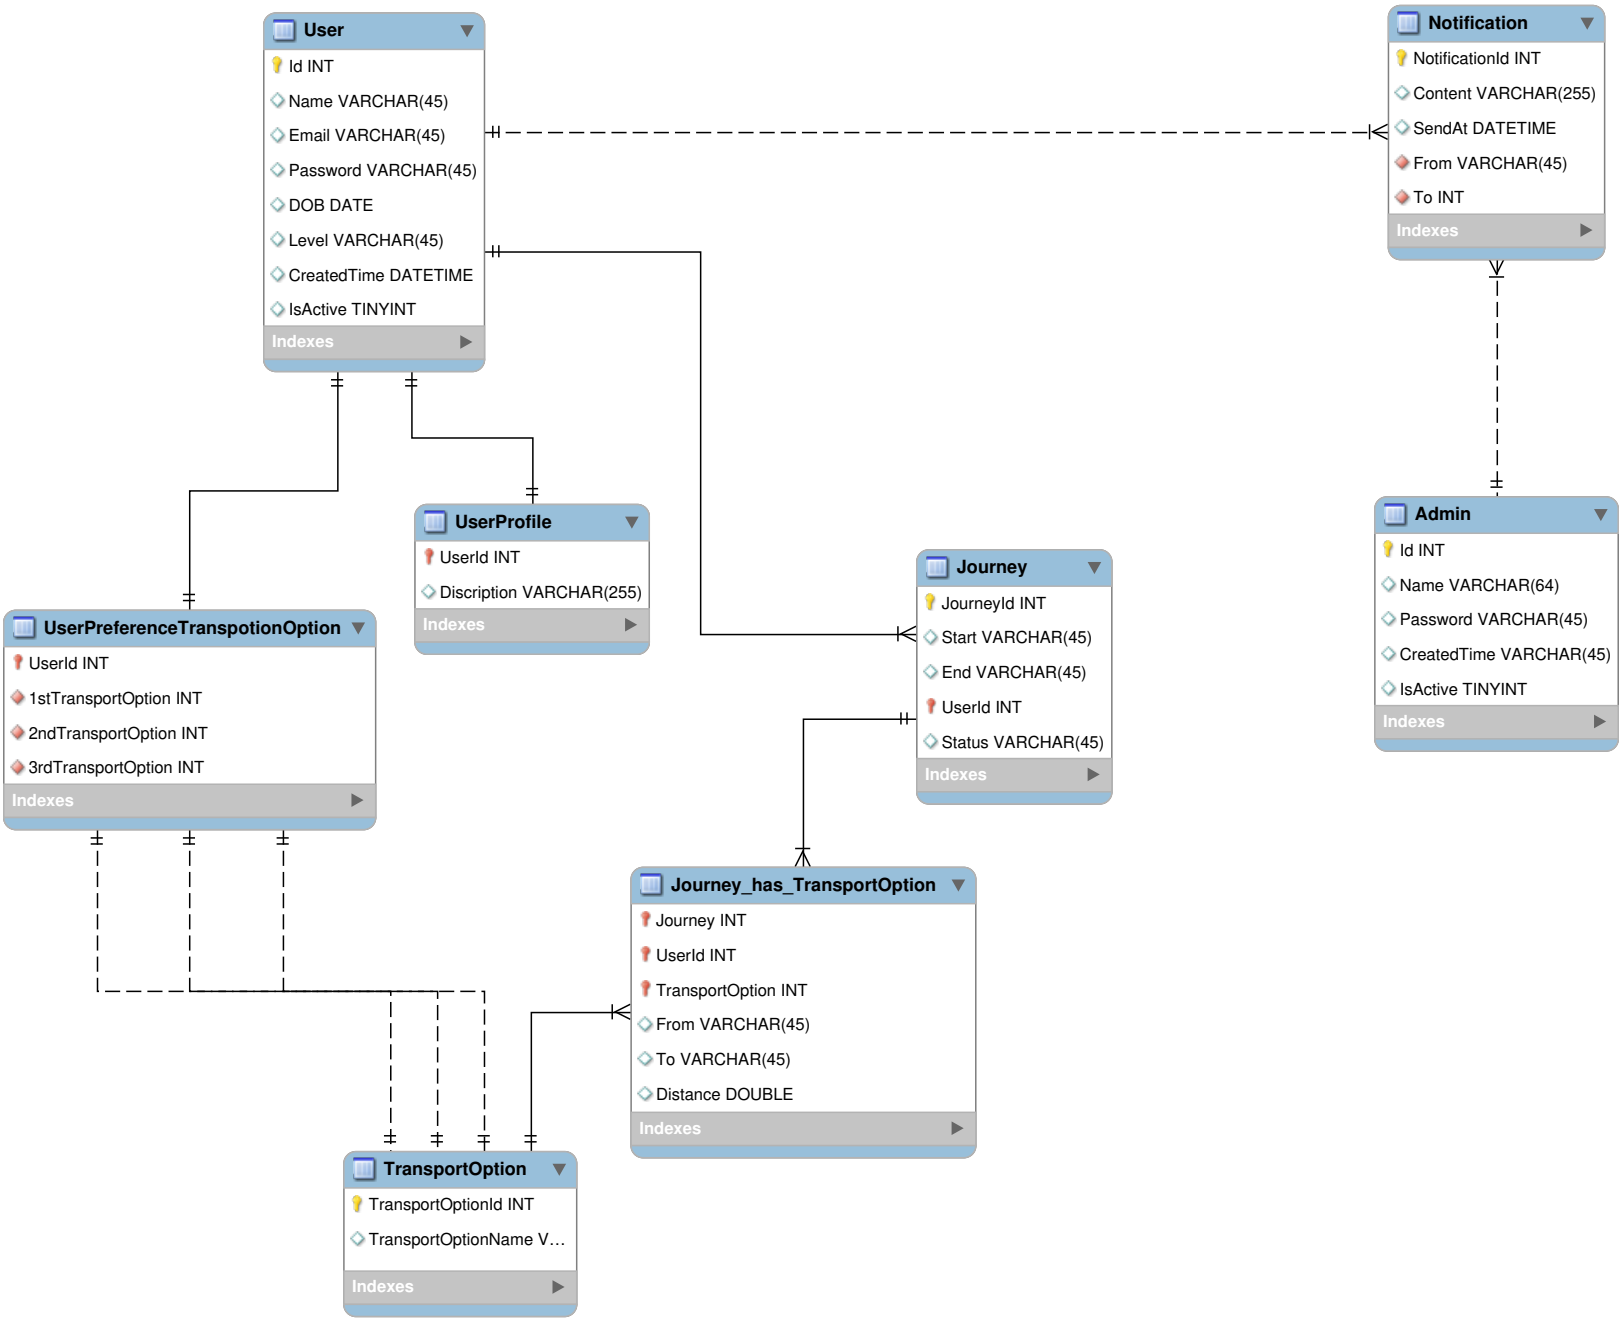 User
Id INT
Name VARCHAR(45)
Email VARCHAR(45)
Password VARCHAR(45)
DOB DATE
Level VARCHAR(45)
CreatedTime DATETIME
IsActive TINYINT
Indexes
Notification
NotificationId INT
Content VARCHAR(255)
SendAt DATETIME
From VARCHAR(45)
To INT
Indexes
UserProfile
UserId INT
Discription VARCHAR(255)
Indexes
Admin
Id INT
Name VARCHAR(64)
Password VARCHAR(45)
CreatedTime VARCHAR(45)
IsActive TINYINT
Indexes
Journey
JourneyId INT
Start VARCHAR(45)
End VARCHAR(45)
UserId INT
Status VARCHAR(45)
Indexes
UserPreferenceTranspotionOption
UserId INT
1stTransportOption INT
2ndTransportOption INT
3rdTransportOption INT
Indexes
Journey_has_TransportOption
Journey INT
UserId INT
TransportOption INT
From VARCHAR(45)
To VARCHAR(45)
Distance DOUBLE
Indexes
TransportOption
TransportOptionId INT
TransportOptionName V...
Indexes